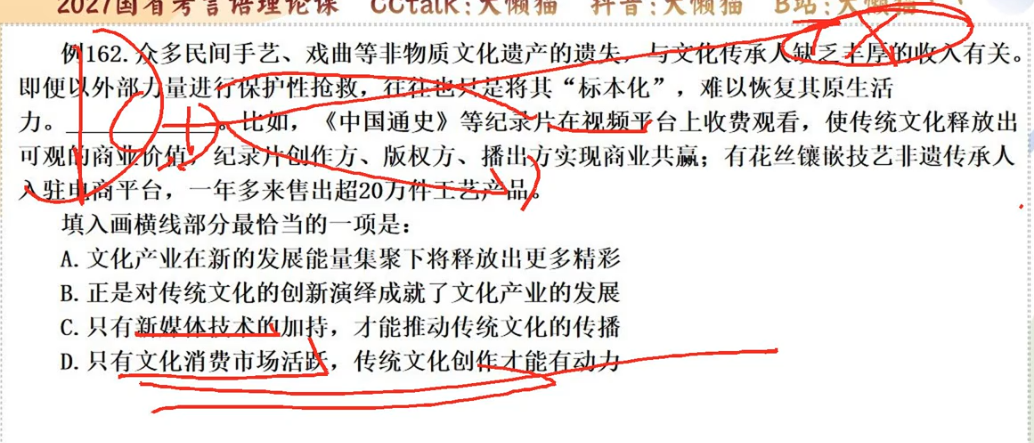 2027国省考言语理论课 CCtalk:大懒猫 抖音:大懒猫 B站:大懒猫
例162.众多民间手艺、戏曲等非物质文化遗产的遗失，与文化传承人缺乏丰厚的收入有关。
即便以外部力量进行保护性抢救，往往也只是将其“标本化”，难以恢复其原生活
力。________。比如，《中国通史》等纪录片在视频平台上收费观看，使传统文化释放出
可观的商业价值，纪录片创作方、版权方、播出方实现商业共赢；有花丝镶嵌技艺非遗传承人
入驻电商平台，一年多来售出超20万件工艺产品。
填入画横线部分最恰当的一项是：
A.文化产业在新的发展能量集聚下将释放出更多精彩
B.正是对传统文化的创新演绎成就了文化产业的发展
C.只有新媒体技术的加持，才能推动传统文化的传播
D.只有文化消费市场活跃，传统文化创作才能有动力